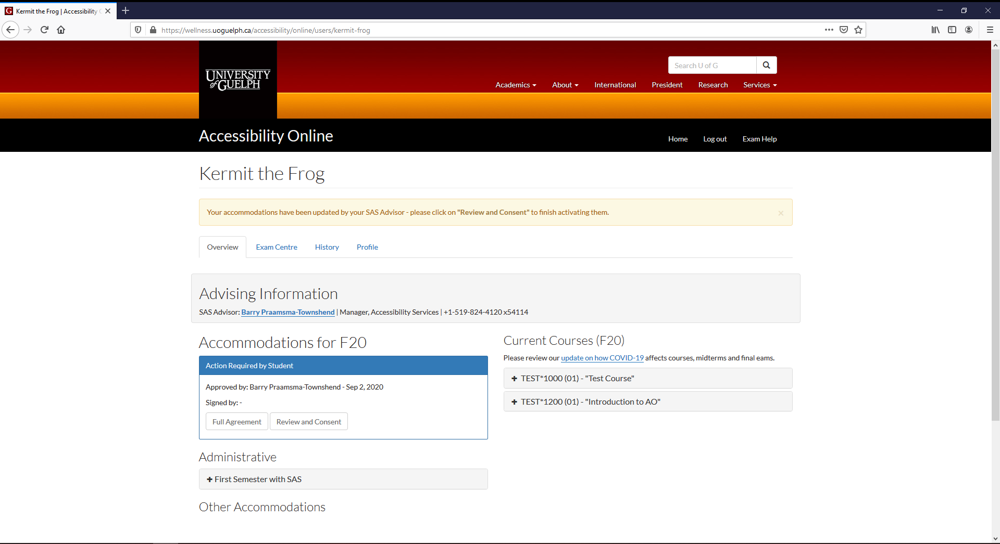 Kermit the Frog | Accessibility
https://wellness.uoguelph.ca/accessibility/online/users/kermit-frog
UNIVERSITY
of GUELPH
Search U of G
Academics About International President Research Services
Accessibility Online
Home Log out Exam Help
Kermit the Frog
Your accommodations have been updated by your SAS Advisor - please click on "Review and Consent" to finish activating them. ×
Overview Exam Centre History Profile
Advising Information
SAS Advisor: Barry Praamsma-Townshend | Manager, Accessibility Services | +1-519-824-4120 x54114
Accommodations for F20
Action Required by Student
Approved by: Barry Praamsma-Townshend - Sep 2, 2020
Signed by: -
Full Agreement Review and Consent
Administrative
First Semester with SAS
Other Accommodations
Current Courses (F20)
Please review our update on how COVID-19 affects courses, midterms and final eams.
TEST*1000 (01) - "Test Course"
TEST*1200 (01) - "Introduction to AO"